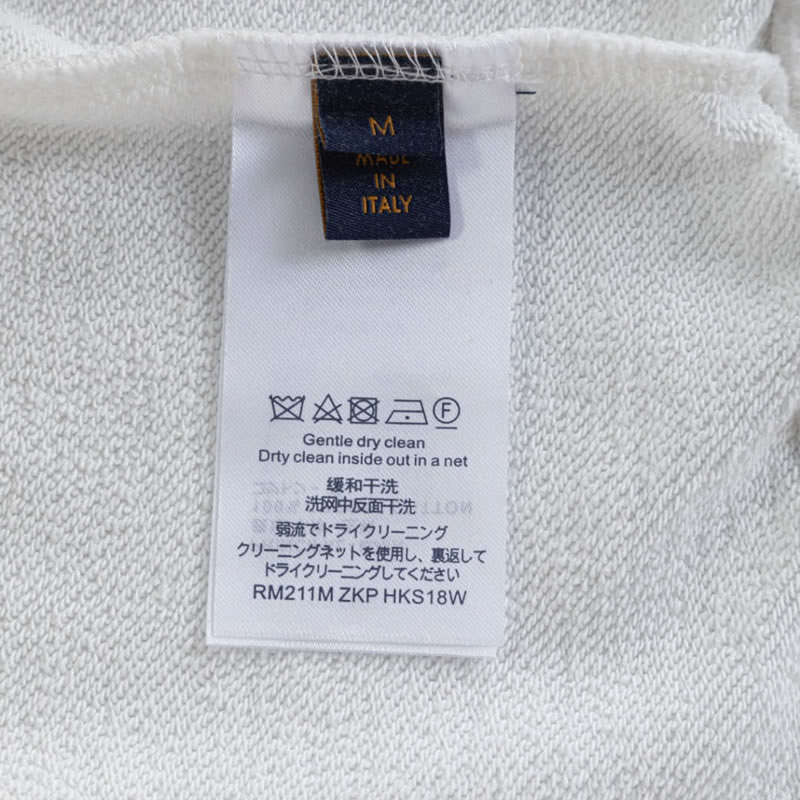 M
MADE
IN
ITALY
F
Gentle dry clean
Drty clean inside out in a net
缓和干洗
洗网中反面干洗
弱流でドライクリーニング
クリーニングネットを使用し、裏返して
ドライクリーニングしてください
RM211M ZKP HKS18W